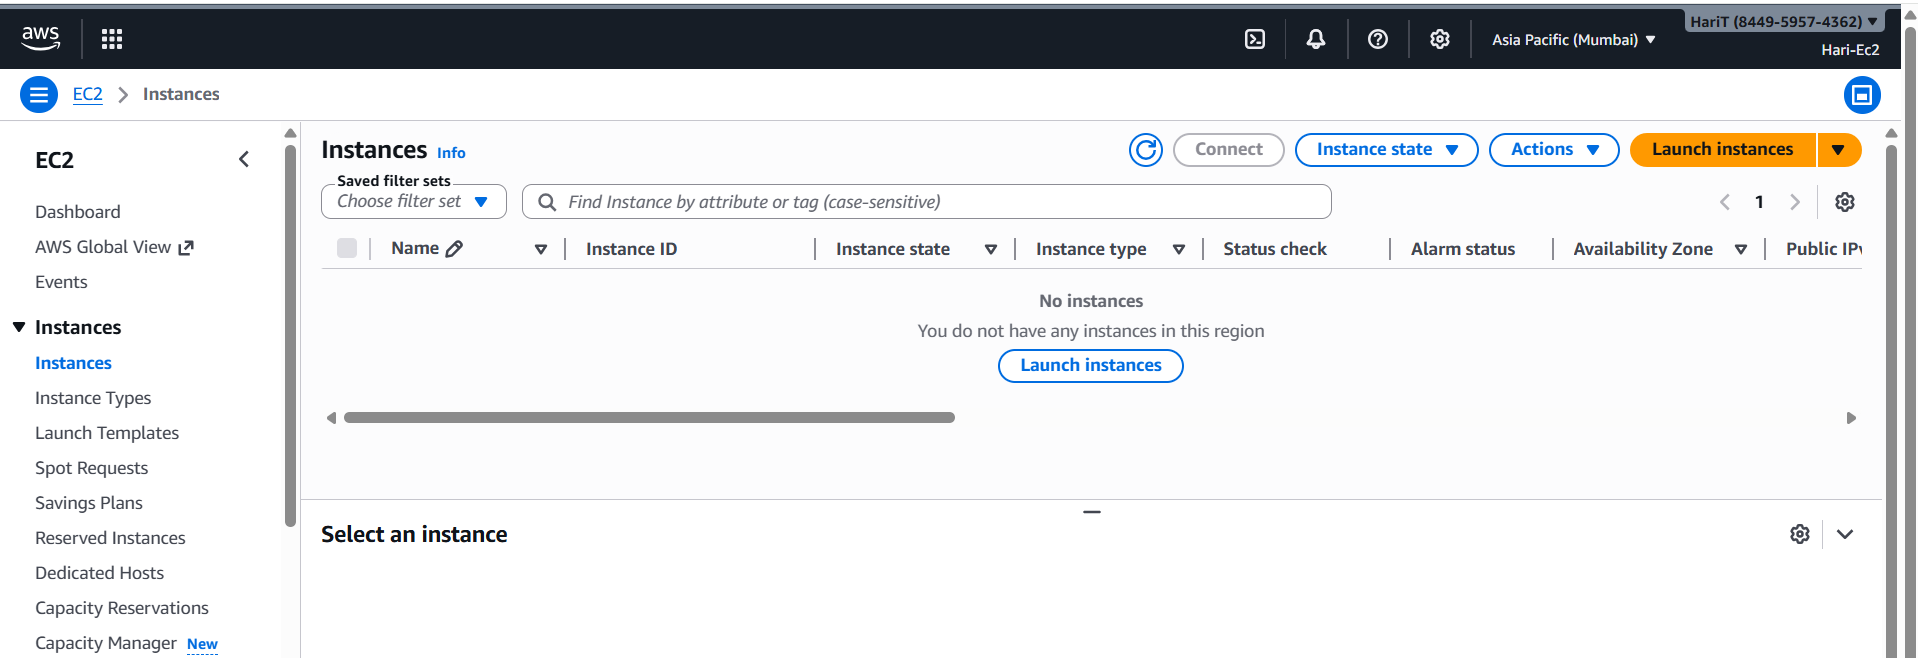 aws
Asia Pacific (Mumbai)
HariT (8449-5957-4362)
Hari-Ec2
EC2
Instances
EC2
Dashboard
AWS Global View
Events
Instances
Instances
Instance Types
Launch Templates
Spot Requests
Savings Plans
Reserved Instances
Dedicated Hosts
Capacity Reservations
Capacity Manager New
Instances Info
Connect
Instance state
Actions
Launch instances
Saved filter sets
Choose filter set
Find Instance by attribute or tag (case-sensitive)
1
Name
Instance ID
Instance state
Instance type
Status check
Alarm status
Availability Zone
Public IPv
No instances
You do not have any instances in this region
Launch instances
Select an instance